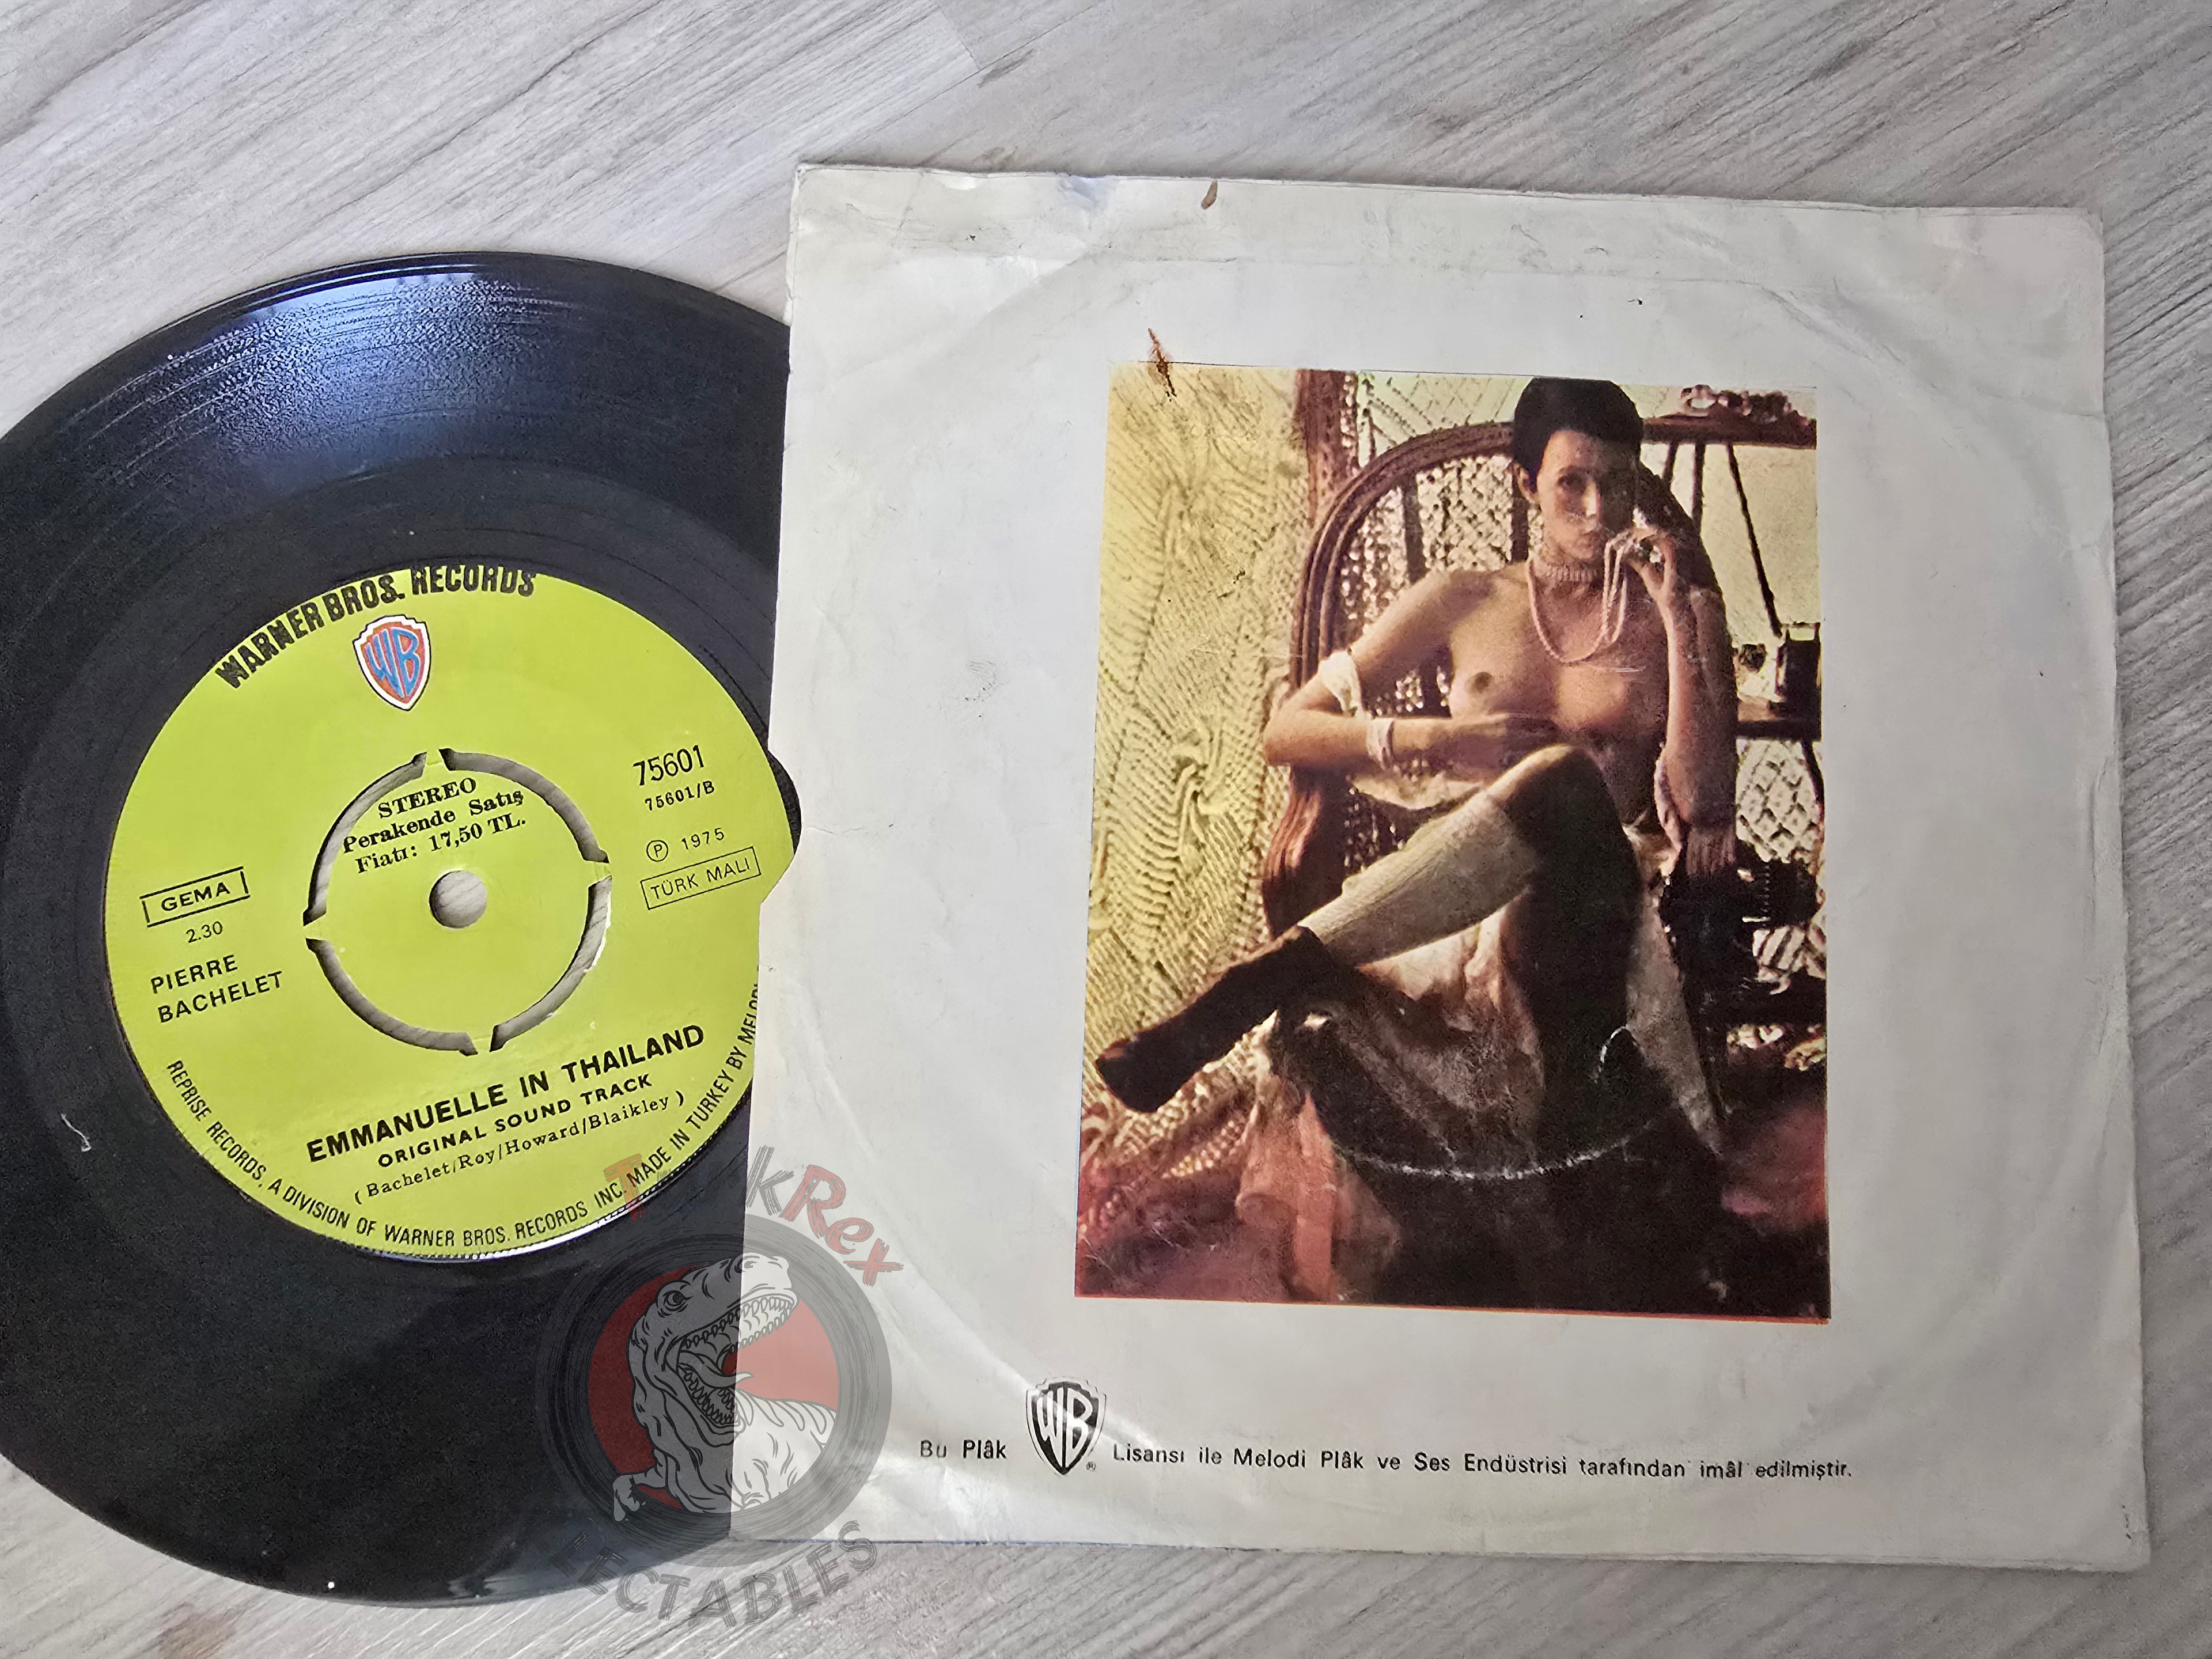 WARNER BROS. RECORDS
WB
STEREO
Perakende Satış
Fiatı: 17,50 TL.
75601
75601/B
Ⓟ 1975
TÜRK MALI
GEMA
2.30
PIERRE
BACHELET
EMMANUELLE IN THAILAND
ORIGINAL SOUND TRACK
(Bachelet/Roy/Howard/Blaikley)
REPRISE RECORDS, A DIVISION OF WARNER BROS. RECORDS INC. MADE IN TURKEY BY
Bu Plâk WB ® Lisansı ile Melodi Plâk ve Ses Endüstrisi tarafından imâl edilmiştir.